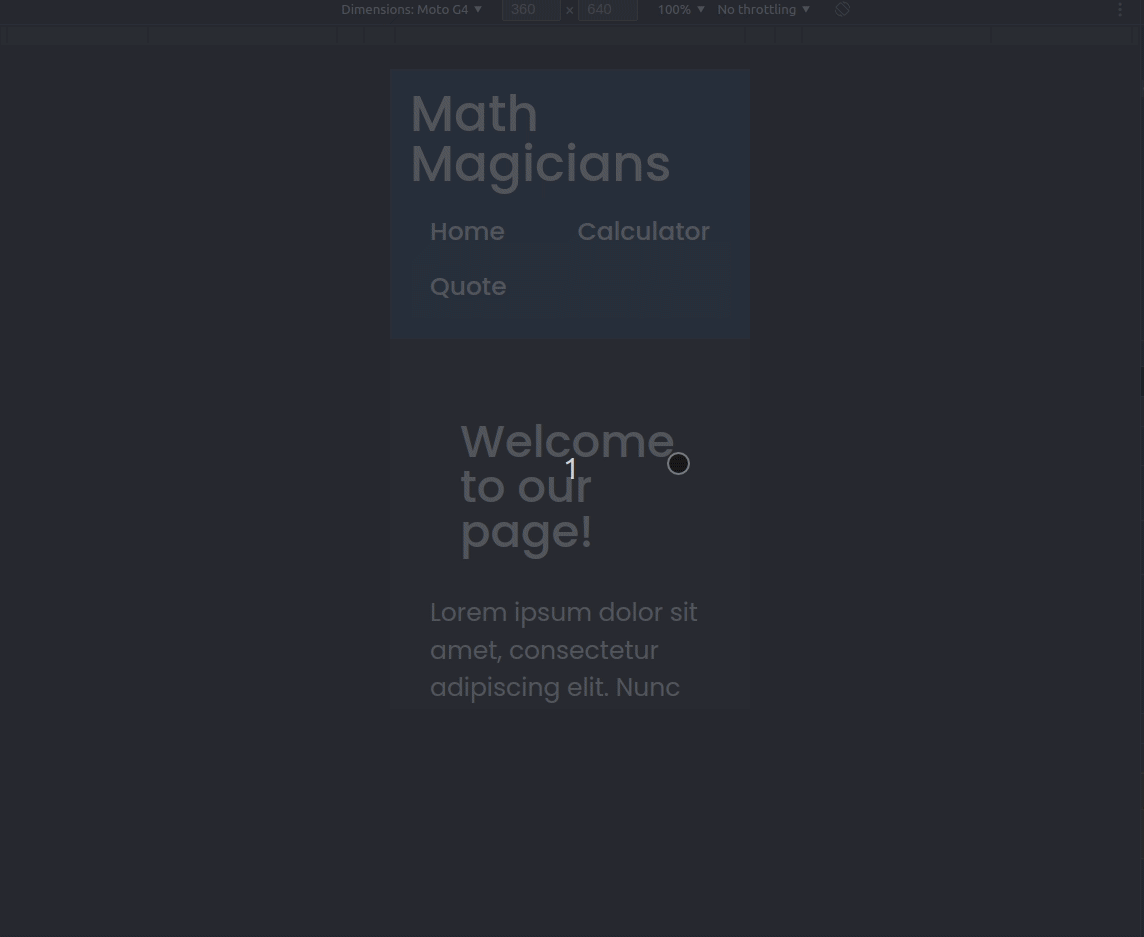 Dimensions: Moto G4 360 × 640 100% No throttling
Math
Magicians
Home Calculator
Quote
Welcome
to our
page!
1
Lorem ipsum dolor sit
amet, consectetur
adipiscing elit. Nunc